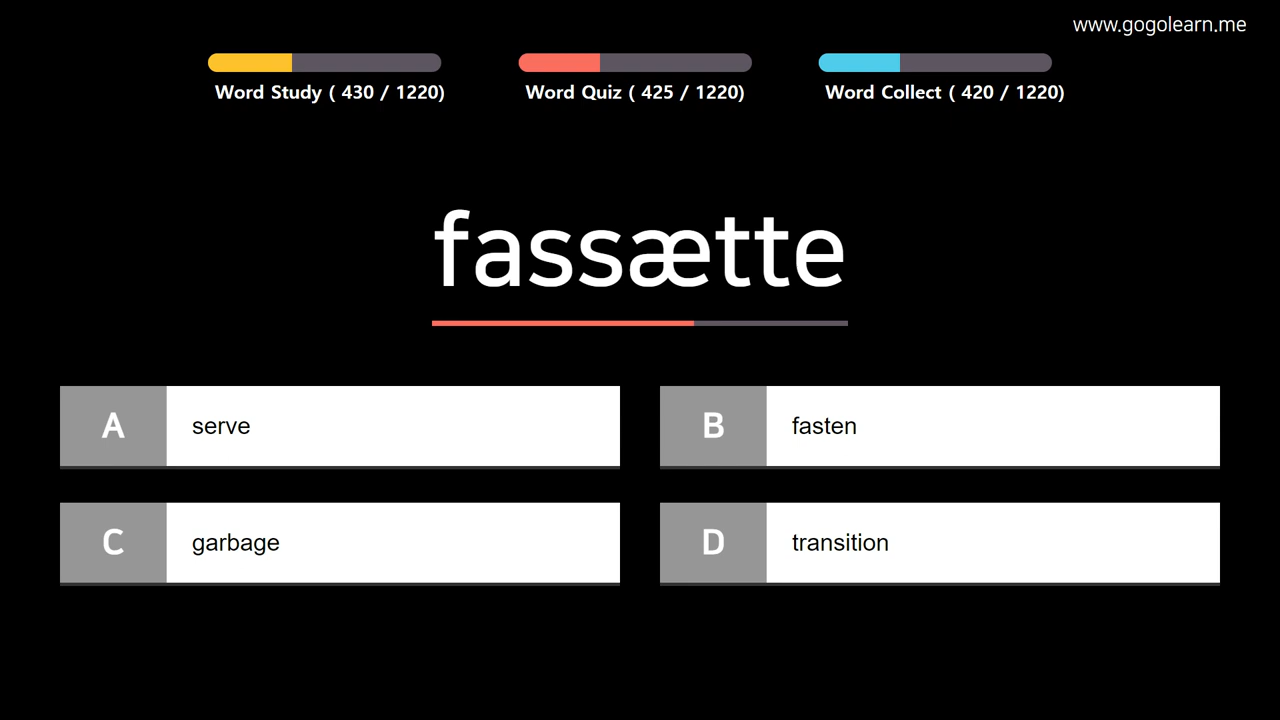 www.gogolearn.me
Word Study ( 430 / 1220)
Word Quiz ( 425 / 1220)
Word Collect ( 420 / 1220)
fassætte
A serve
B fasten
C garbage
D transition